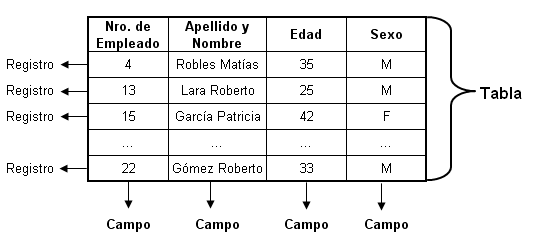 Nro. de Empleado Apellido y Nombre Edad Sexo
Registro 4 Robles Matías 35 M
Registro 13 Lara Roberto 25 M
Tabla
Registro 15 García Patricia 42 F
... ... ... ...
Registro 22 Gómez Roberto 33 M
Campo Campo Campo Campo